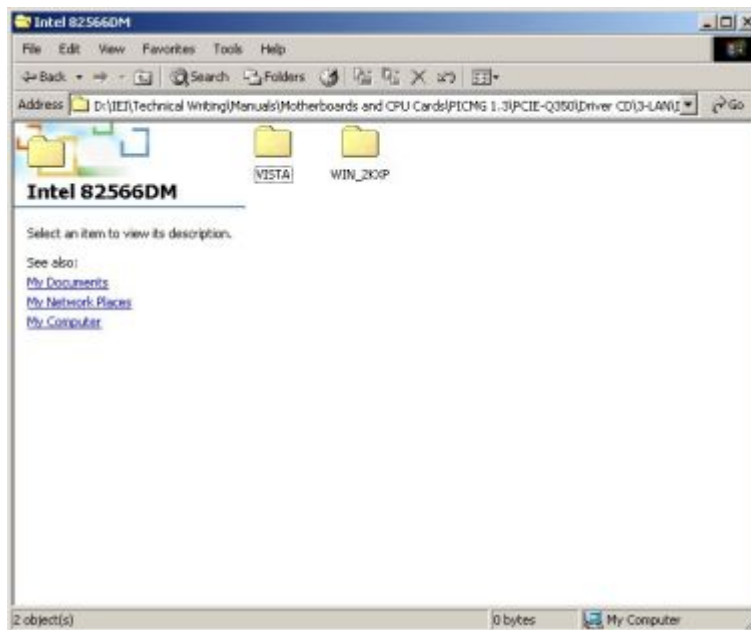 Intel 82566DM
File Edit View Favorites Tools Help
Back Search Folders
Address D:\IEI\Technical Writing\Manuals\Motherboards and CPU Cards\PICMG 1.3\PCIE-Q350\Driver CD\3-LAN\I Go
VISTA WIN_2KXP
Intel 82566DM
Select an item to view its description.
See also:
My Documents
My Network Places
My Computer
2 object(s) 0 bytes My Computer